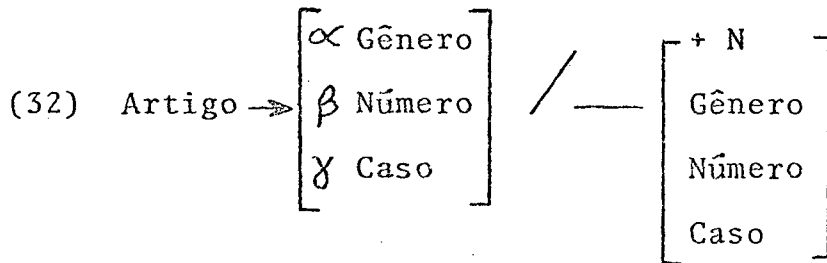 α Gênero / + N
(32) Artigo → β Número —— Gênero
γ Caso Número
Caso